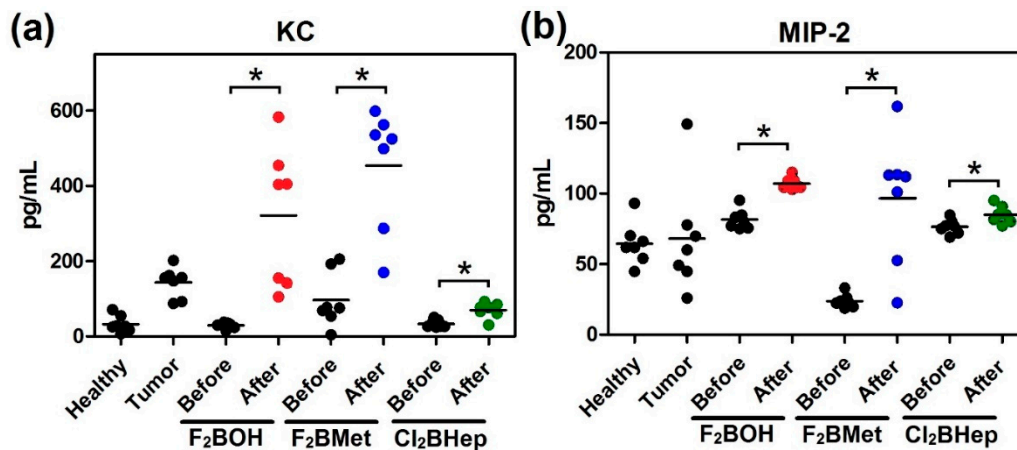 (a)
KC
pg/mL
600
400
200
0
*
*
*
Healthy
Tumor
Before
After
Before
After
Before
After
F₂BOH
F₂BMet
Cl₂BHep
(b)
MIP-2
pg/mL
200
150
100
50
0
*
*
*
Healthy
Tumor
Before
After
Before
After
Before
After
F₂BOH
F₂BMet
Cl₂BHep